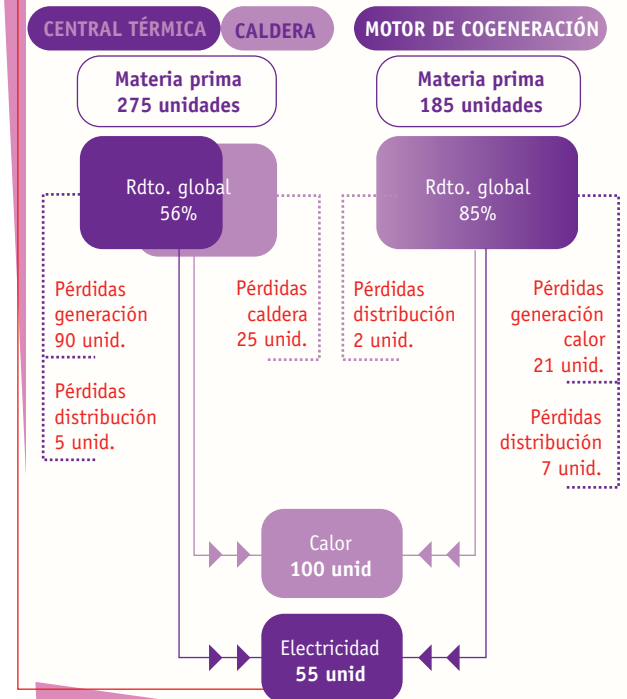 CENTRAL TÉRMICA
CALDERA
MOTOR DE COGENERACIÓN
Materia prima
275 unidades
Materia prima
185 unidades
Rdto. global
56%
Rdto. global
85%
Pérdidas
generación
90 unid.
Pérdidas
caldera
25 unid.
Pérdidas
distribución
2 unid.
Pérdidas
generación
calor
21 unid.
Pérdidas
distribución
5 unid.
Pérdidas
distribución
7 unid.
Calor
100 unid
Electricidad
55 unid